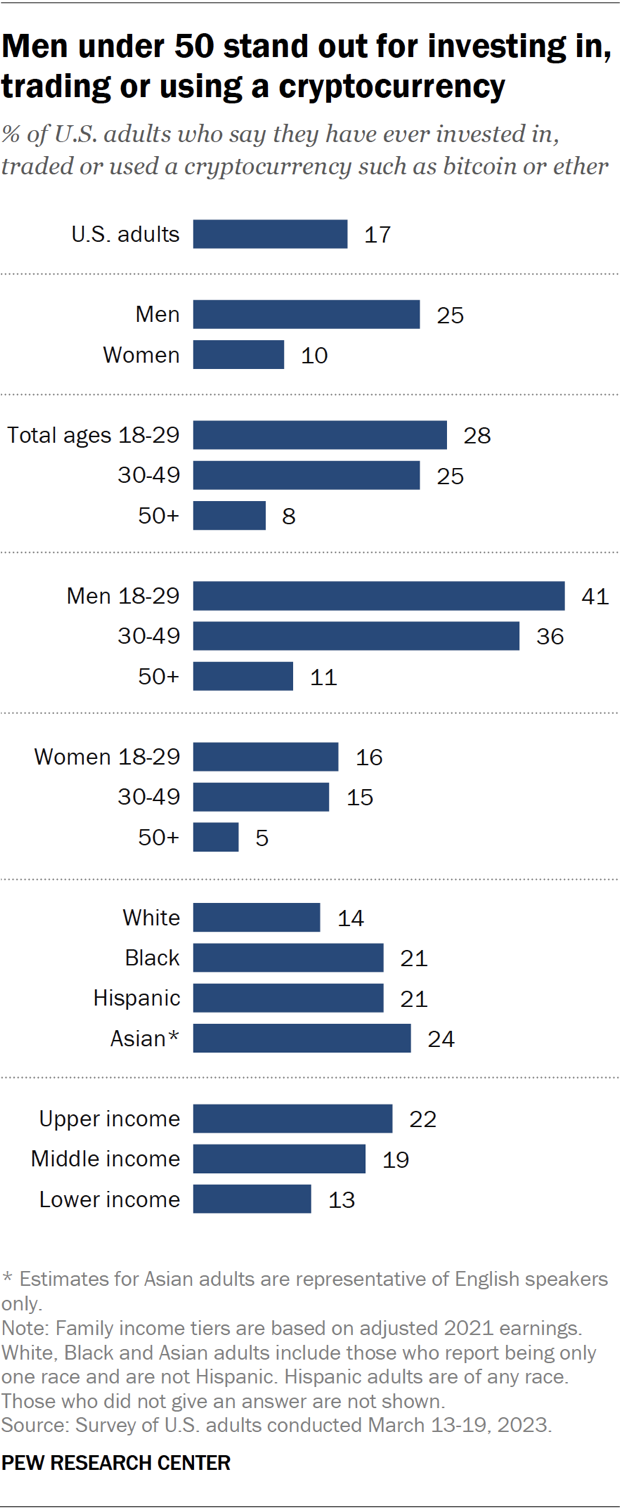 Men under 50 stand out for investing in,
trading or using a cryptocurrency
% of U.S. adults who say they have ever invested in,
traded or used a cryptocurrency such as bitcoin or ether
U.S. adults 17
Men 25
Women 10
Total ages 18-29 28
30-49 25
50+ 8
Men 18-29 41
30-49 36
50+ 11
Women 18-29 16
30-49 15
50+ 5
White 14
Black 21
Hispanic 21
Asian* 24
Upper income 22
Middle income 19
Lower income 13
* Estimates for Asian adults are representative of English speakers
only.
Note: Family income tiers are based on adjusted 2021 earnings.
White, Black and Asian adults include those who report being only
one race and are not Hispanic. Hispanic adults are of any race.
Those who did not give an answer are not shown.
Source: Survey of U.S. adults conducted March 13-19, 2023.
PEW RESEARCH CENTER